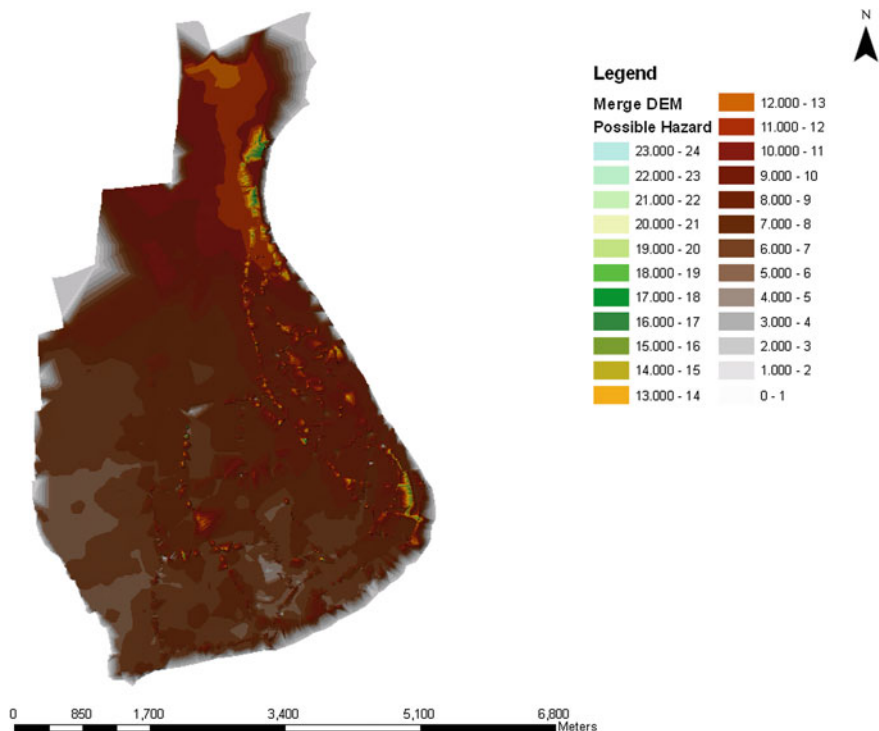 N
Legend
Merge DEM
Possible Hazard
23.000 - 24
22.000 - 23
21.000 - 22
20.000 - 21
19.000 - 20
18.000 - 19
17.000 - 18
16.000 - 17
15.000 - 16
14.000 - 15
13.000 - 14
12.000 - 13
11.000 - 12
10.000 - 11
9.000 - 10
8.000 - 9
7.000 - 8
6.000 - 7
5.000 - 6
4.000 - 5
3.000 - 4
2.000 - 3
1.000 - 2
0 - 1
0 850 1,700 3,400 5,100 6,800
Meters